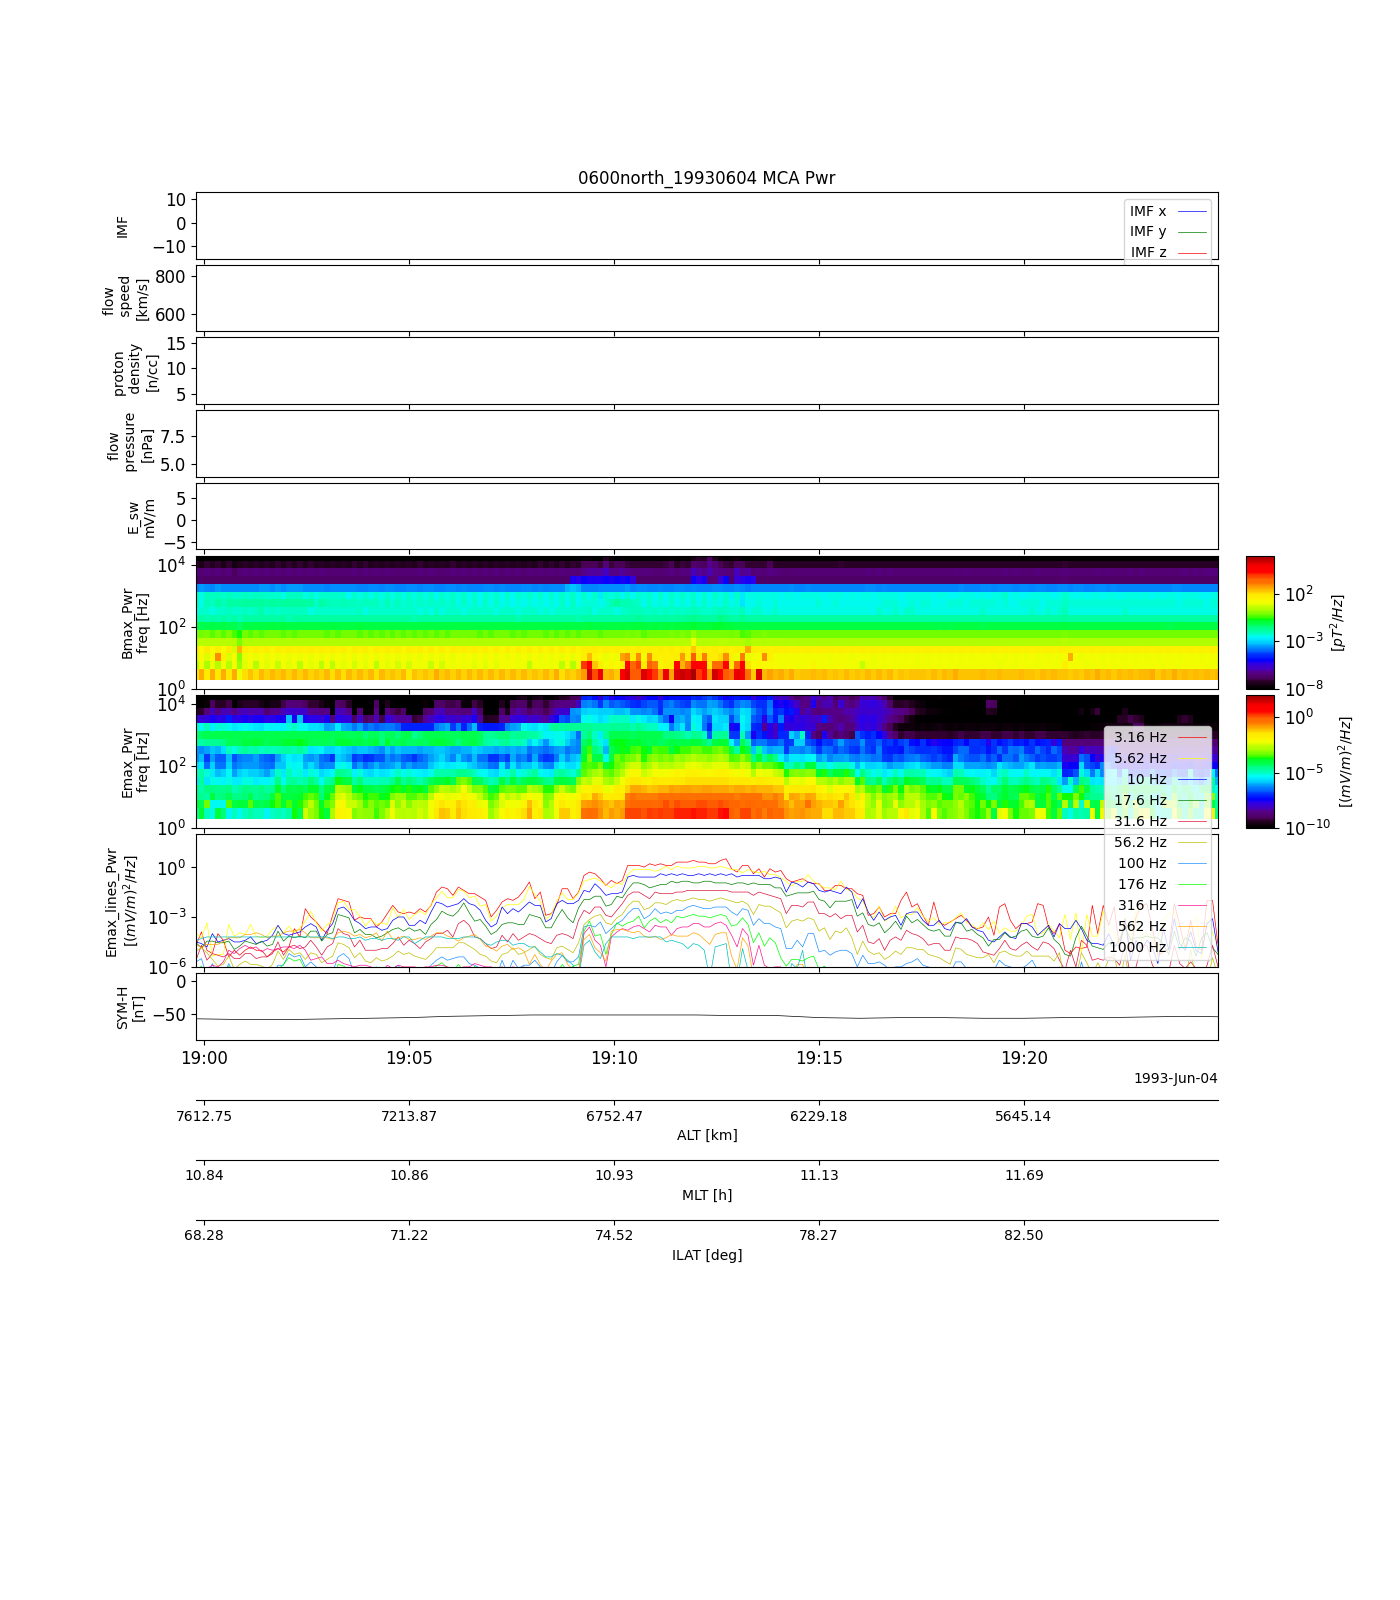 0600north_19930604 MCA Pwr
10
0
−10
IMF
IMF x
IMF y
IMF z
800
600
flow
speed
[km/s]
15
10
5
proton
density
[n/cc]
7.5
5.0
flow
pressure
[nPa]
5
0
−5
E_sw
mV/m
10^4
10^2
10^0
Bmax_Pwr
freq [Hz]
10^2
10^−3
10^−8
[pT^2/Hz]
10^4
10^2
10^0
Emax_Pwr
freq [Hz]
10^0
10^−5
10^−10
[(mV/m)^2/Hz]
3.16 Hz
5.62 Hz
10 Hz
17.6 Hz
31.6 Hz
56.2 Hz
100 Hz
176 Hz
316 Hz
562 Hz
1000 Hz
10^0
10^−3
10^−6
Emax_lines_Pwr
[(mV/m)^2/Hz]
0
−50
SYM-H
[nT]
19:00 19:05 19:10 19:15 19:20
1993-Jun-04
7612.75 7213.87 6752.47 6229.18 5645.14
ALT [km]
10.84 10.86 10.93 11.13 11.69
MLT [h]
68.28 71.22 74.52 78.27 82.50
ILAT [deg]